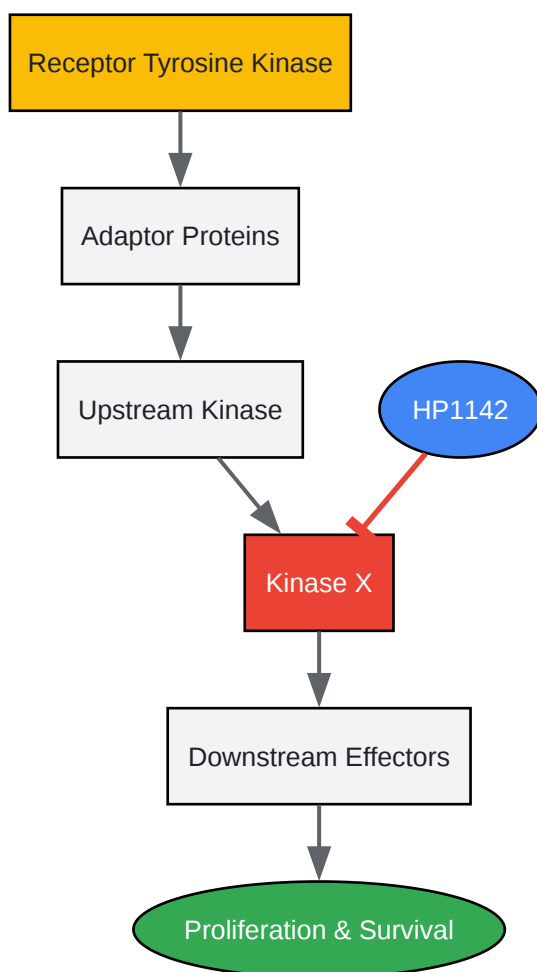 Receptor Tyrosine Kinase
Adaptor Proteins
Upstream Kinase
HP1142
Kinase X
Downstream Effectors
Proliferation & Survival